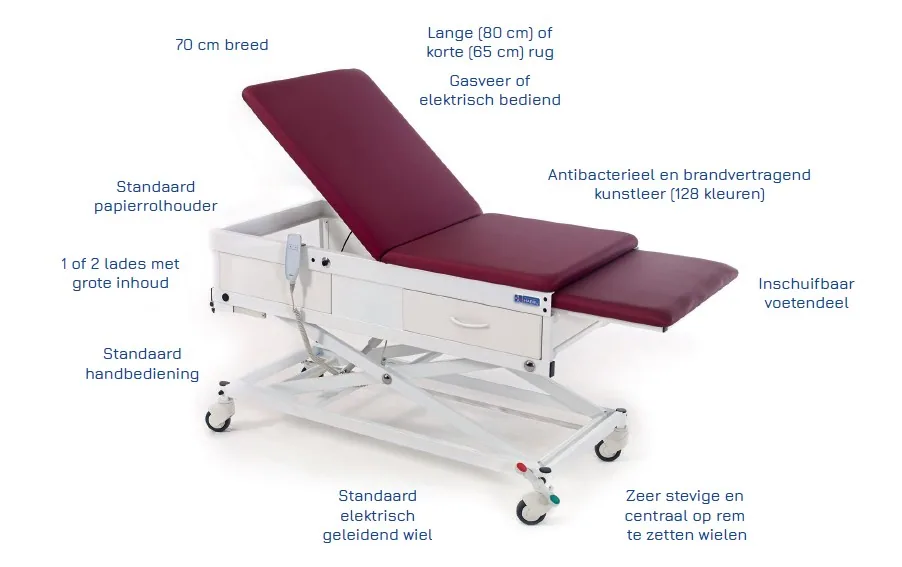 70 cm breed
Lange (80 cm) of
korte (65 cm) rug
Gasveer of
elektrisch bediend
Antibacterieel en brandvertragend
kunstleer (128 kleuren)
Standaard
papierrolhouder
1 of 2 lades met
grote inhoud
Inschuifbaar
voetendeel
Standaard
handbediening
Standaard
elektrisch
geleidend wiel
Zeer stevige en
centraal op rem
te zetten wielen